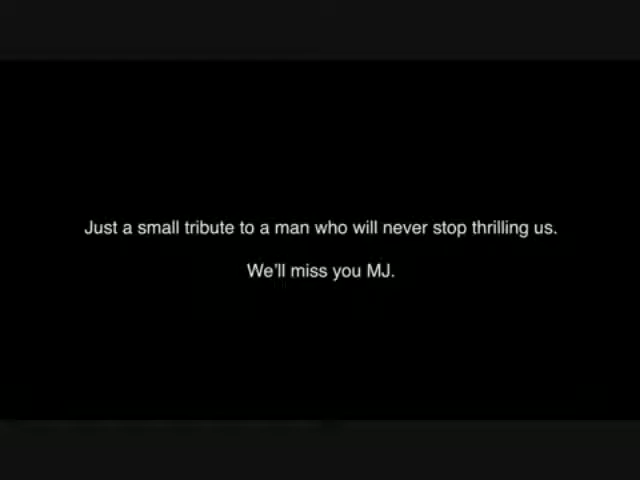 Just a small tribute to a man who will never stop thrilling us.
We'll miss you MJ.